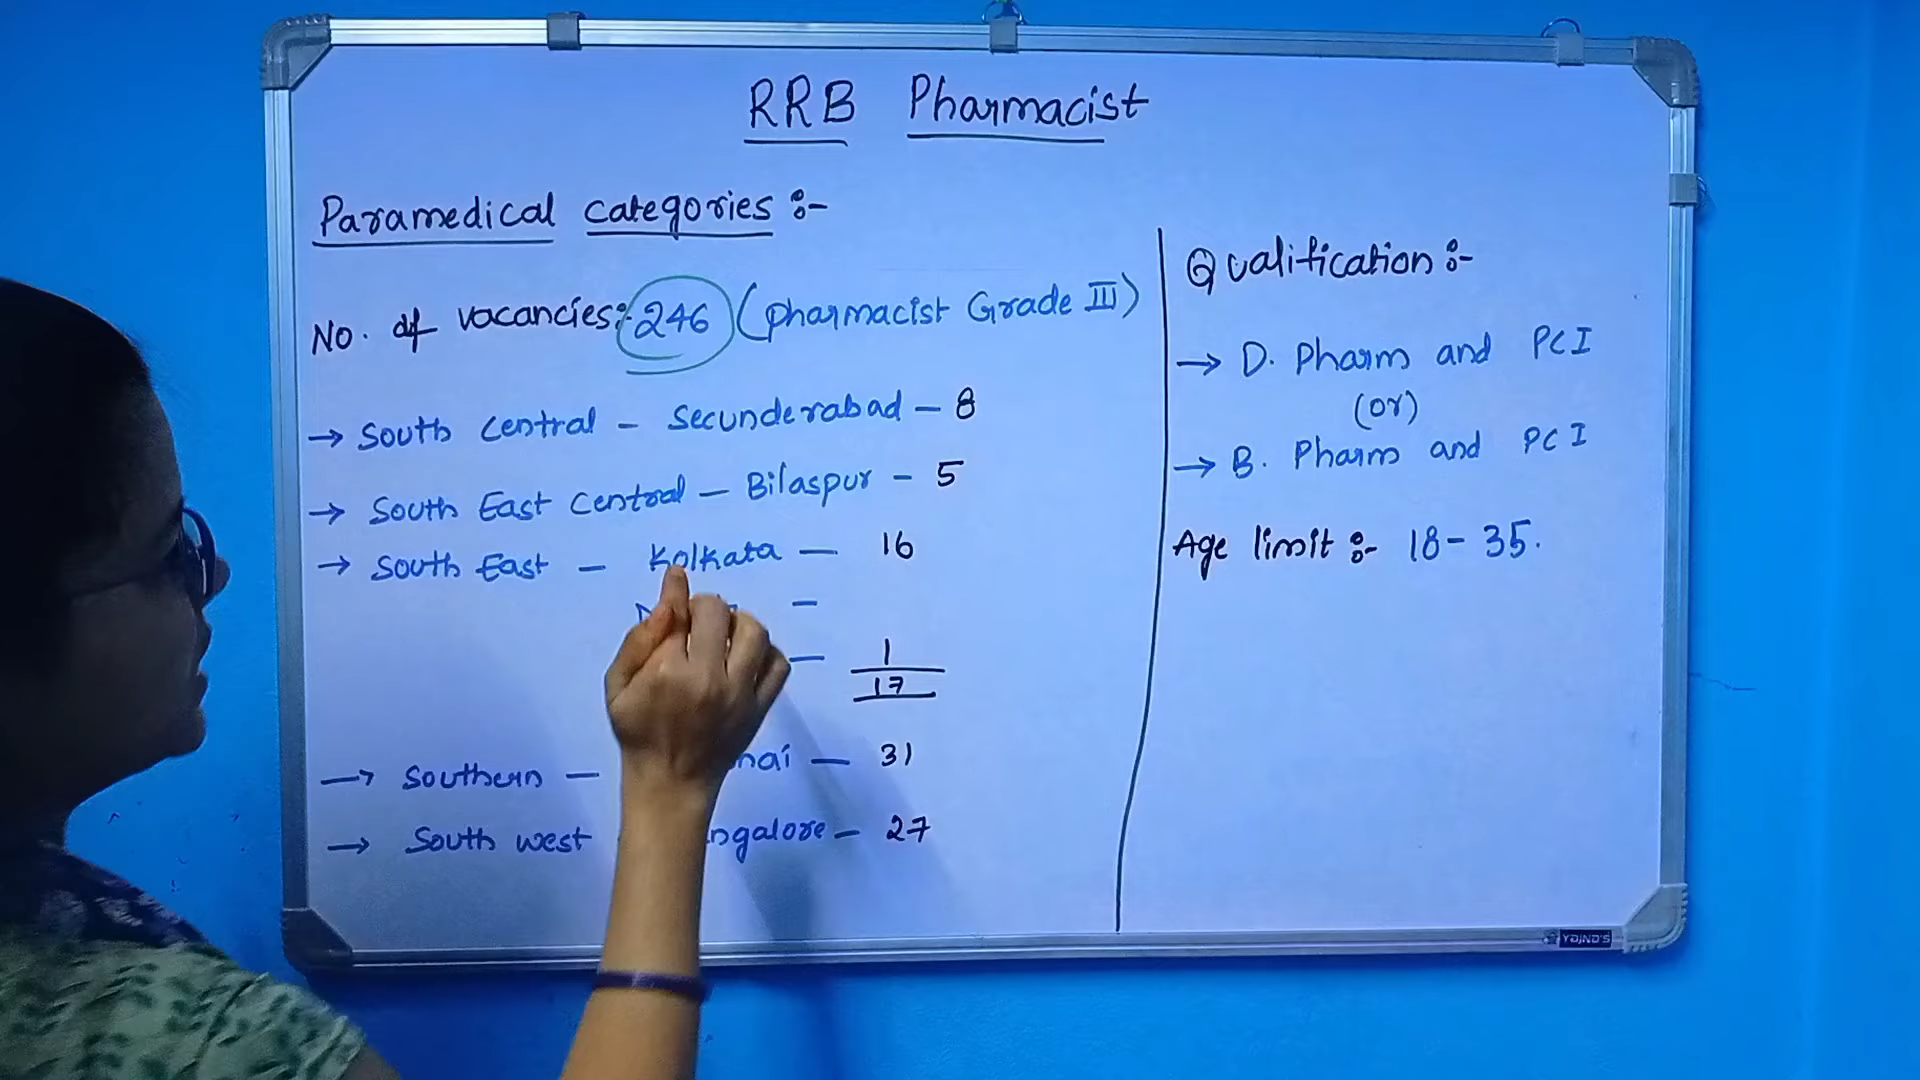 RRB Pharmacist
Paramedical categories :-
No. of vacancies:- 246 (pharmacist Grade III)
→ South Central - Secunderabad - 8
→ South East Central - Bilaspur - 5
→ South East - Kolkata - 16
-
- 1
17
→ Southern - - 31
→ South west - 27
Qualification :-
→ D. Pharm and PCI
(or)
→ B. Pharm and PCI
Age limit :- 18-35.
YAJND'S